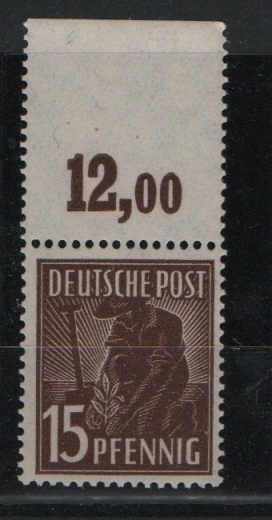 12,00
DEUTSCHE POST
15 PFENNIG